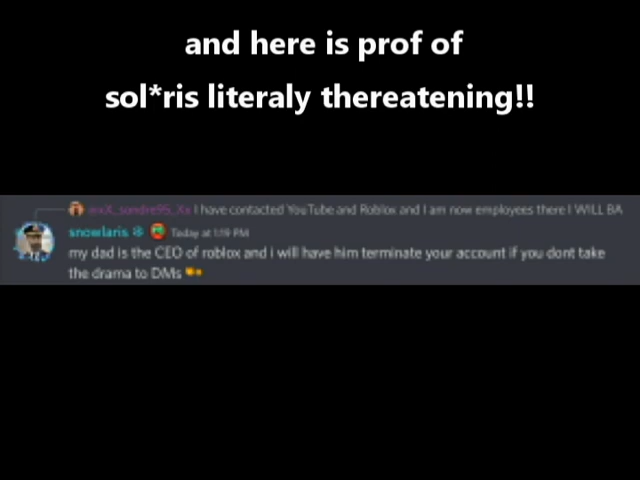 and here is prof of
sol*ris literaly thereatening!!
I have contacted YouTube and Roblox and I am now employees there I WILL BA
snowlaris Today at 1:19 PM
my dad is the CEO of roblox and i will have him terminate your account if you dont take
the drama to DMs